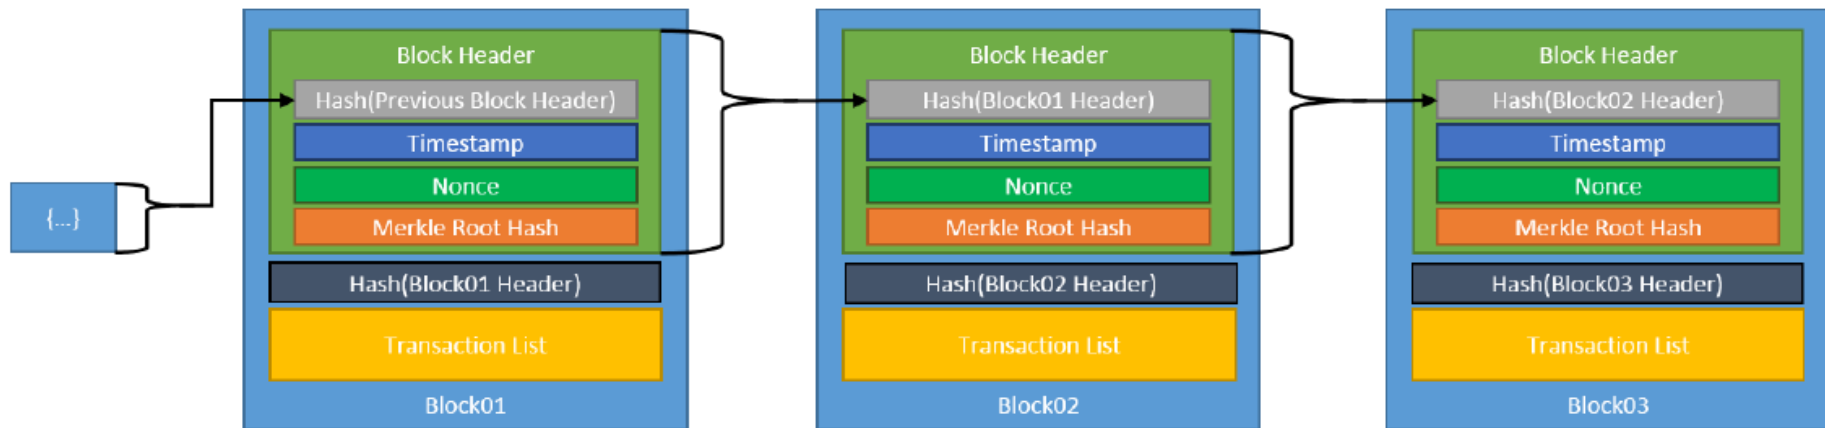 {...}
Block Header
Hash(Previous Block Header)
Timestamp
Nonce
Merkle Root Hash
Hash(Block01 Header)
Transaction List
Block01
Block Header
Hash(Block01 Header)
Timestamp
Nonce
Merkle Root Hash
Hash(Block02 Header)
Transaction List
Block02
Block Header
Hash(Block02 Header)
Timestamp
Nonce
Merkle Root Hash
Hash(Block03 Header)
Transaction List
Block03